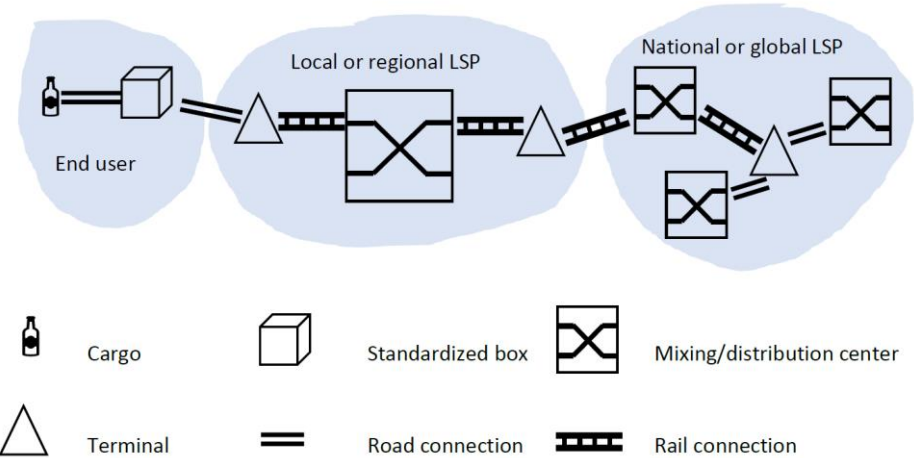 Local or regional LSP
National or global LSP
End user
Cargo
Standardized box
Mixing/distribution center
Terminal
Road connection
Rail connection